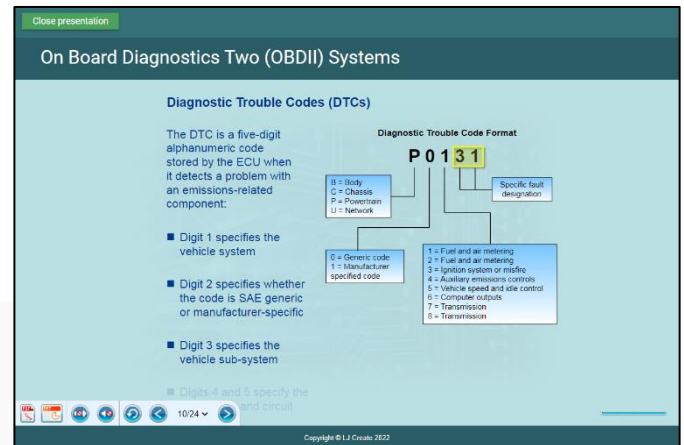 Close presentation
On Board Diagnostics Two (OBDII) Systems
Diagnostic Trouble Codes (DTCs)
The DTC is a five-digit
alphanumeric code
stored by the ECU when
it detects a problem with
an emissions-related
component:
■ Digit 1 specifies the
vehicle system
■ Digit 2 specifies whether
the code is SAE generic
or manufacturer-specific
■ Digit 3 specifies the
vehicle sub-system
■ Digits 4 and 5 specify the
and circuit
Diagnostic Trouble Code Format
P 0 1 3 1
B = Body
C = Chassis
P = Powertrain
U = Network
Specific fault
designation
0 = Generic code
1 = Manufacturer
specified code
1 = Fuel and air metering
2 = Fuel and air metering
3 = Ignition system or misfire
4 = Auxiliary emissions controls
5 = Vehicle speed and idle control
6 = Computer outputs
7 = Transmission
8 = Transmission
10/24
Copyright © LJ Create 2022